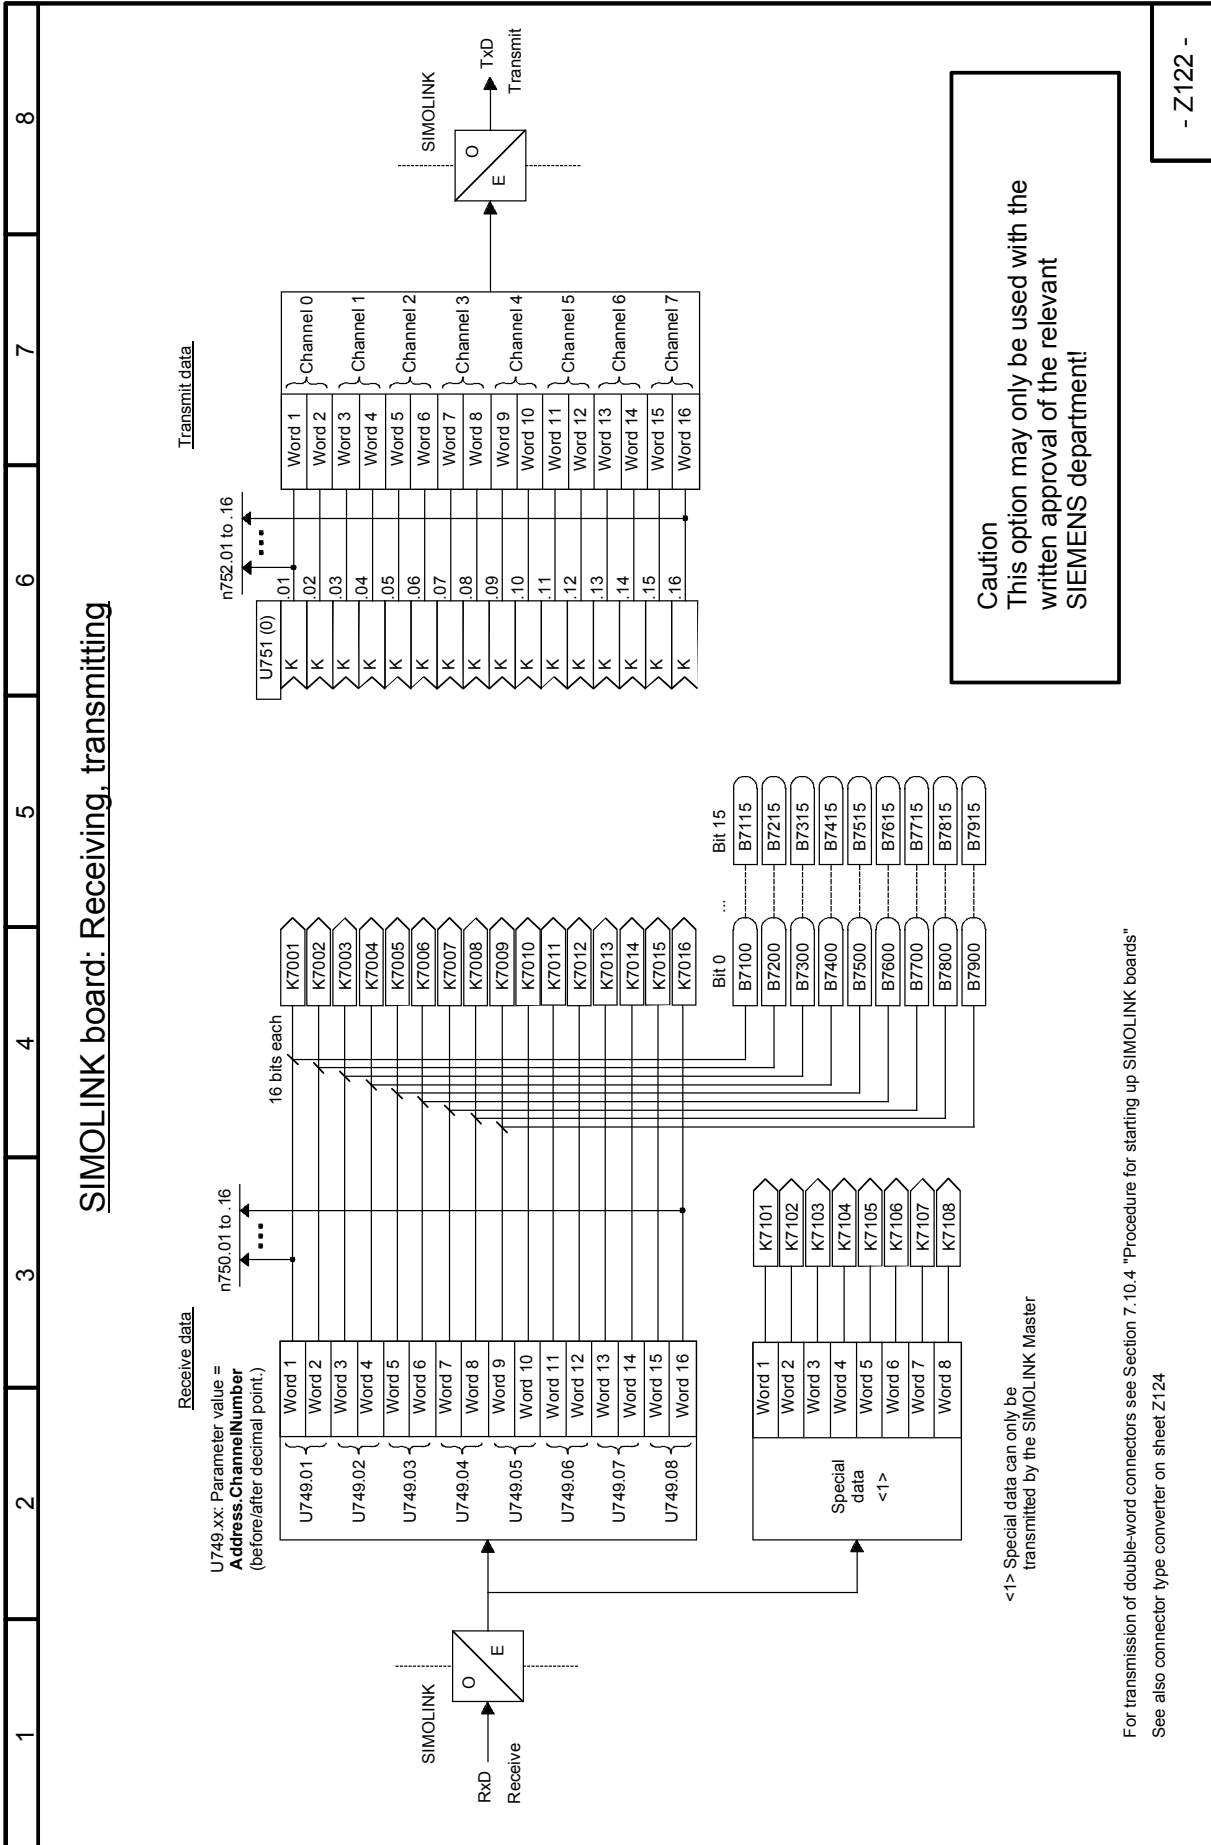 1 2 3 4 5 6 7 8
SIMOLINK board: Receiving, transmitting
Receive data
U749.xx: Parameter value =
Address.ChannelNumber
(before/after decimal point.)
n750.01 to .16
16 bits each
SIMOLINK
O
E
RxD
Receive
U749.01
U749.02
U749.03
U749.04
U749.05
U749.06
U749.07
U749.08
Word 1
Word 2
Word 3
Word 4
Word 5
Word 6
Word 7
Word 8
Word 9
Word 10
Word 11
Word 12
Word 13
Word 14
Word 15
Word 16
K7001
K7002
K7003
K7004
K7005
K7006
K7007
K7008
K7009
K7010
K7011
K7012
K7013
K7014
K7015
K7016
Bit 0 ... Bit 15
B7100 B7115
B7200 B7215
B7300 B7315
B7400 B7415
B7500 B7515
B7600 B7615
B7700 B7715
B7800 B7815
B7900 B7915
Special
data
<1>
Word 1
Word 2
Word 3
Word 4
Word 5
Word 6
Word 7
Word 8
K7101
K7102
K7103
K7104
K7105
K7106
K7107
K7108
<1> Special data can only be
transmitted by the SIMOLINK Master
Transmit data
n752.01 to .16
U751 (0)
K .01 Word 1
K .02 Word 2
K .03 Word 3
K .04 Word 4
K .05 Word 5
K .06 Word 6
K .07 Word 7
K .08 Word 8
K .09 Word 9
K .10 Word 10
K .11 Word 11
K .12 Word 12
K .13 Word 13
K .14 Word 14
K .15 Word 15
K .16 Word 16
Channel 0
Channel 1
Channel 2
Channel 3
Channel 4
Channel 5
Channel 6
Channel 7
SIMOLINK
O
E
TxD
Transmit
Caution
This option may only be used with the
written approval of the relevant
SIEMENS department!
For transmission of double-word connectors see Section 7.10.4 "Procedure for starting up SIMOLINK boards"
See also connector type converter on sheet Z124
- Z122 -